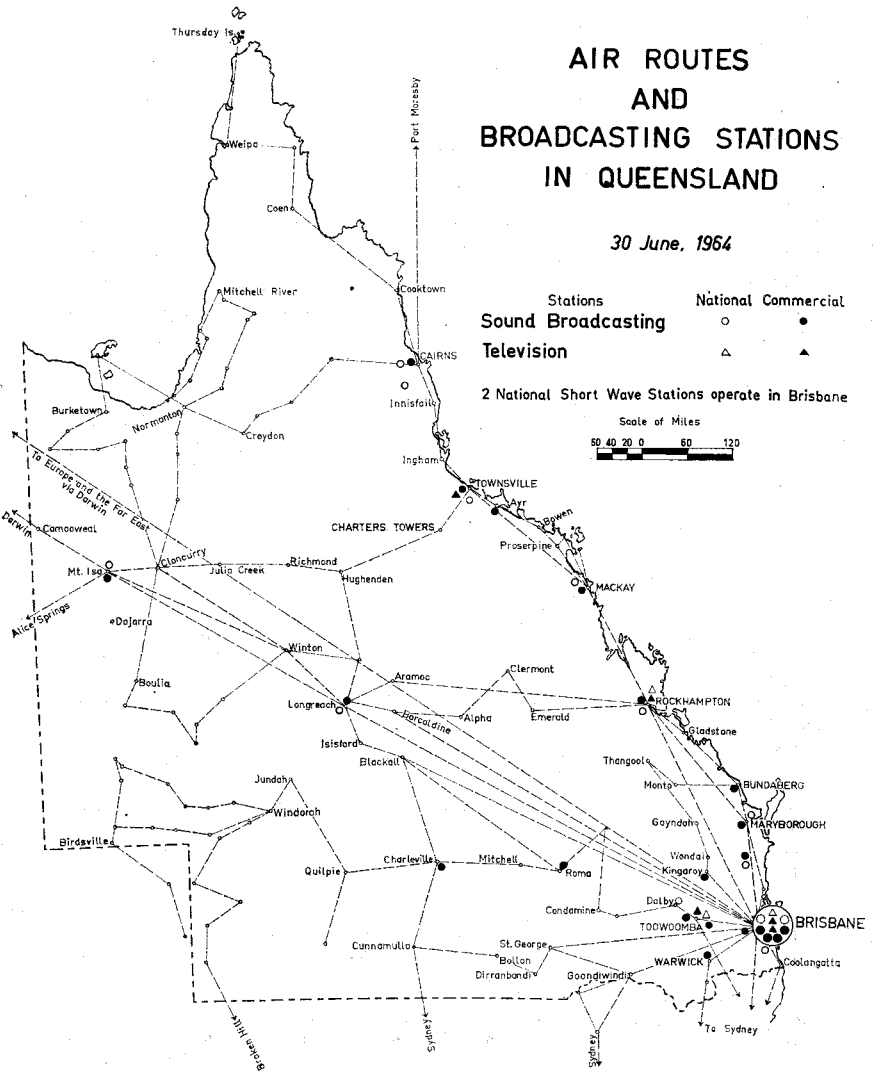 AIR ROUTES
AND
BROADCASTING STATIONS
IN QUEENSLAND
30 June, 1964
Stations National Commercial
Sound Broadcasting
Television
2 National Short Wave Stations operate in Brisbane
Scale of Miles
60 40 20 0 60 120
Thursday Is.
Port Moresby
Weipa
Coen
Mitchell River
Cooktown
CAIRNS
Innisfail
Burketown
Normanton
Croydon
Ingham
To Europe and the Far East
via Darwin
TOWNSVILLE
Ayr
Bowen
Darwin
Camooweal
CHARTERS TOWERS
Proserpine
Cloncurry
Mt. Isa
Julia Creek
Richmond
Hughenden
MACKAY
Alice Springs
Dajarra
Winton
Boulia
Aramac
Clermont
Longreach
Barcaldine
Alpha
Emerald
ROCKHAMPTON
Gladstone
Isisford
Blackall
Thangool
Jundah
Monto
BUNDABERG
Windorah
Gayndah
MARYBOROUGH
Birdsville
Quilpie
Charleville
Mitchell
Roma
Wondai
Kingaroy
Condamine
Dalby
TOOWOOMBA
BRISBANE
Cunnamulla
St. George
Bollon
Dirranbandi
Goondiwindi
WARWICK
Coolangatta
Broken Hill
Sydney
Sydney
To Sydney